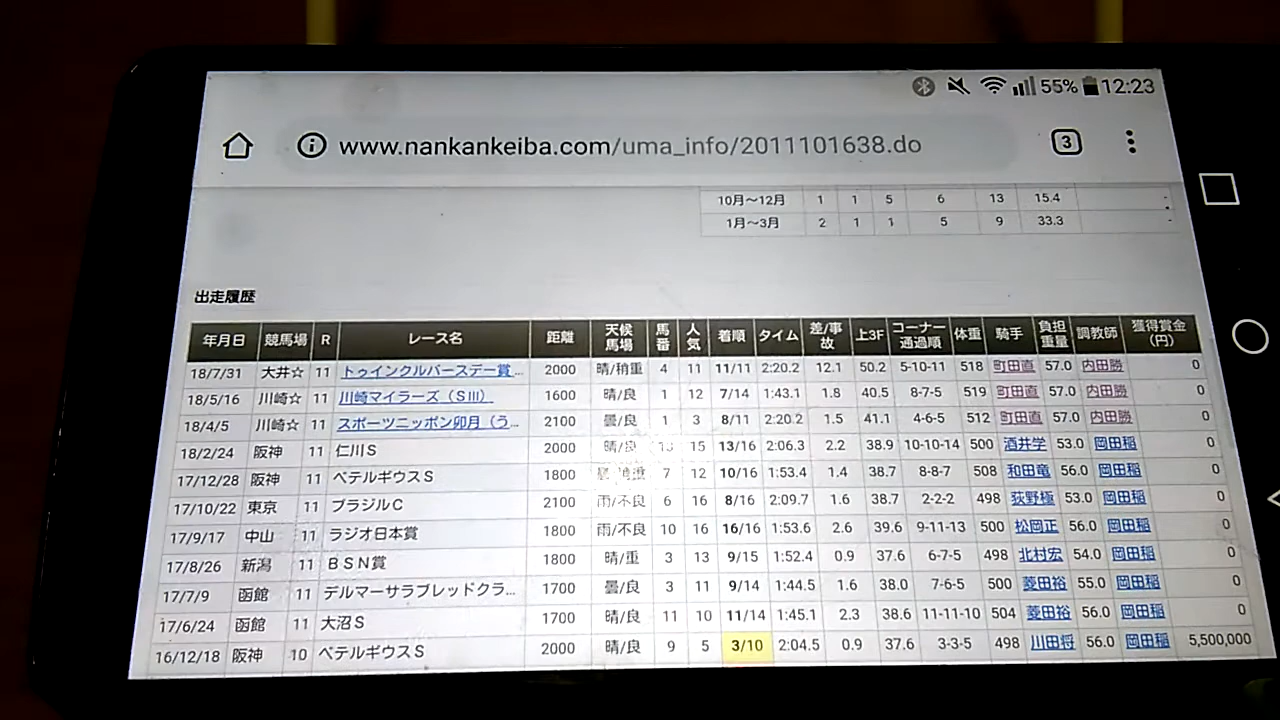 55% 12:23
www.nankankeiba.com/uma_info/2011101638.do 3
10月～12月 1 1 5 6 13 15.4 -
1月～3月 2 1 1 5 9 33.3 -
出走履歴
年月日 競馬場 R レース名 距離 天候馬場 馬番 人気 着順 タイム 差/事故 上3F コーナー通過順 体重 騎手 負担重量 調教師 獲得賞金(円)
18/7/31 大井☆ 11 トゥインクルバースデー賞... 2000 晴/稍重 4 11 11/11 2:20.2 12.1 50.2 5-10-11 518 町田直 57.0 内田勝 0
18/5/16 川崎☆ 11 川崎マイラーズ（SⅢ） 1600 晴/良 1 12 7/14 1:43.1 1.8 40.5 8-7-5 519 町田直 57.0 内田勝 0
18/4/5 川崎☆ 11 スポーツニッポン卯月（う... 2100 曇/良 1 3 8/11 2:20.2 1.5 41.1 4-6-5 512 町田直 57.0 内田勝 0
18/2/24 阪神 11 仁川Ｓ 2000 晴/良 15 13/16 2:06.3 2.2 38.9 10-10-14 500 酒井学 53.0 岡田稲 0
17/12/28 阪神 11 ベテルギウスＳ 1800 7 12 10/16 1:53.4 1.4 38.7 8-8-7 508 和田竜 56.0 岡田稲 0
17/10/22 東京 11 ブラジルＣ 2100 雨/不良 6 16 8/16 2:09.7 1.6 38.7 2-2-2 498 荻野極 53.0 岡田稲 0
17/9/17 中山 11 ラジオ日本賞 1800 雨/不良 10 16 16/16 1:53.6 2.6 39.6 9-11-13 500 松岡正 56.0 岡田稲 0
17/8/26 新潟 11 ＢＳＮ賞 1800 晴/重 3 13 9/15 1:52.4 0.9 37.6 6-7-5 498 北村宏 54.0 岡田稲 0
17/7/9 函館 11 デルマーサラブレッドクラ... 1700 曇/良 3 11 9/14 1:44.5 1.6 38.0 7-6-5 500 菱田裕 55.0 岡田稲 0
17/6/24 函館 11 大沼Ｓ 1700 晴/良 11 10 11/14 1:45.1 2.3 38.6 11-11-10 504 菱田裕 56.0 岡田稲 0
16/12/18 阪神 10 ベテルギウスＳ 2000 晴/良 9 5 3/10 2:04.5 0.9 37.6 3-3-5 498 川田将 56.0 岡田稲 5,500,000